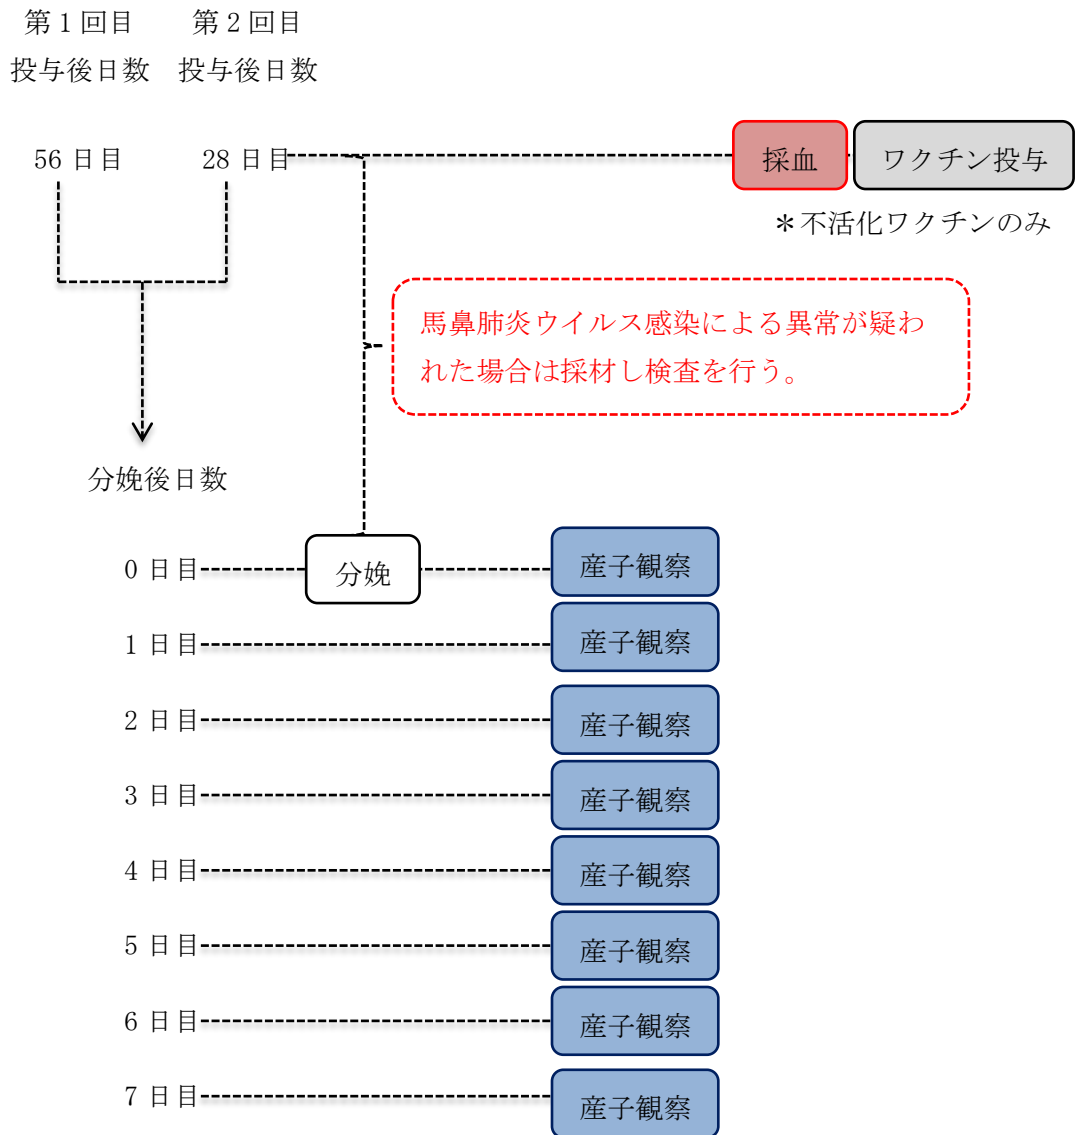 第1回目 第2回目
投与後日数 投与後日数
56 日目 28 日目 採血 ワクチン投与
＊不活化ワクチンのみ
馬鼻肺炎ウイルス感染による異常が疑わ
れた場合は採材し検査を行う。
分娩後日数
0 日目 分娩 産子観察
1 日目 産子観察
2 日目 産子観察
3 日目 産子観察
4 日目 産子観察
5 日目 産子観察
6 日目 産子観察
7 日目 産子観察